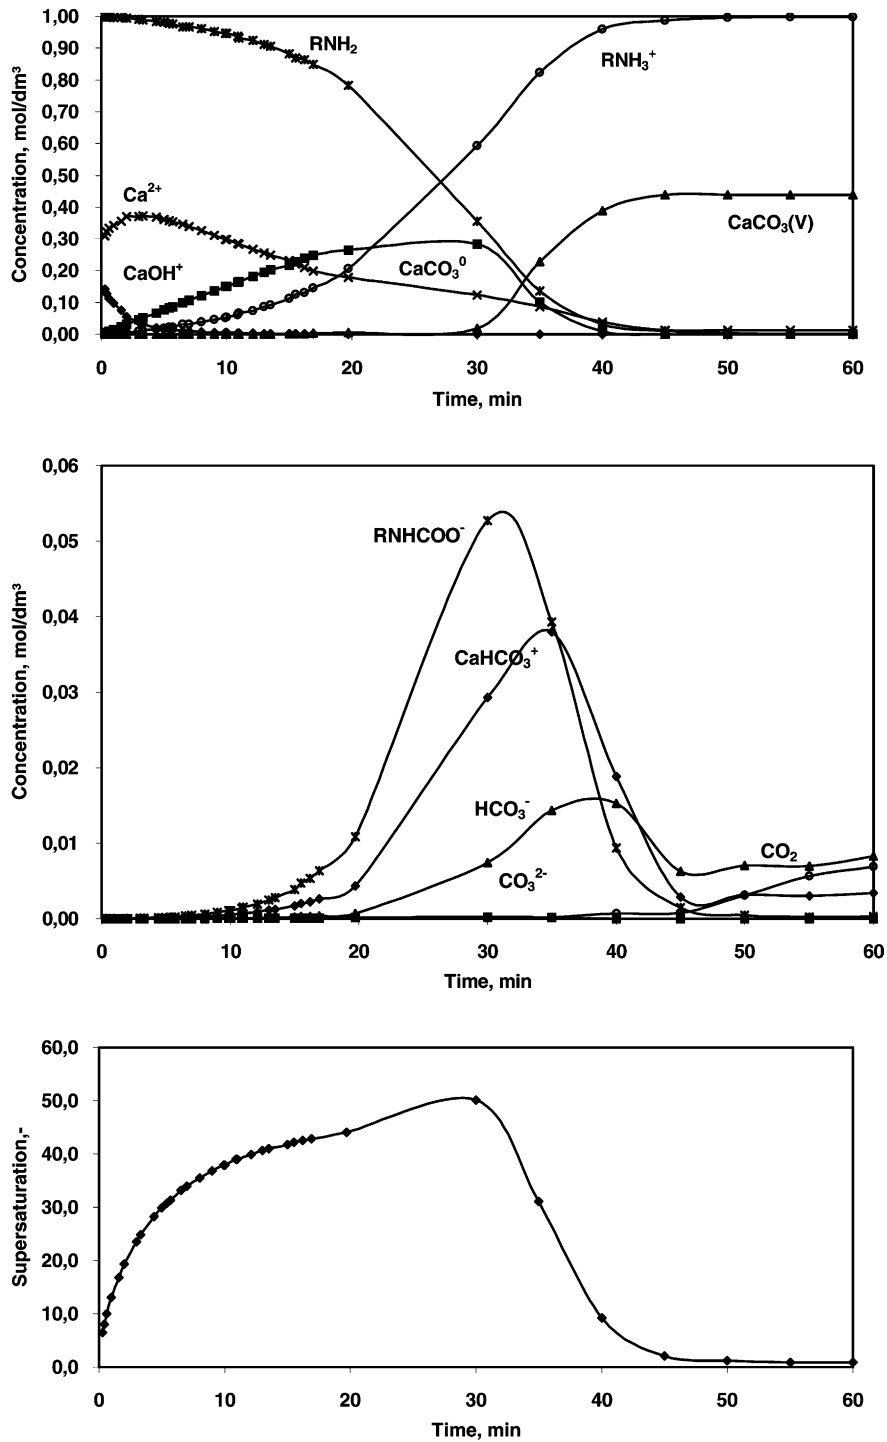 1,00
0,90
0,80
0,70
0,60
0,50
0,40
0,30
0,20
0,10
0,00
Concentration, mol/dm³
RNH₂
RNH₃⁺
Ca²⁺
CaOH⁺
CaCO₃⁰
CaCO₃(V)
0 10 20 30 40 50 60
Time, min
0,06
0,05
0,04
0,03
0,02
0,01
0,00
Concentration, mol/dm³
RNHCOO⁻
CaHCO₃⁺
HCO₃⁻
CO₃²⁻
CO₂
0 10 20 30 40 50 60
Time, min
60,0
50,0
40,0
30,0
20,0
10,0
0,0
Supersaturation,-
0 10 20 30 40 50 60
Time, min